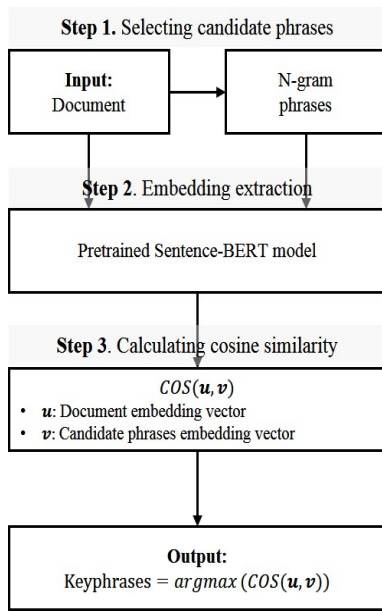 Step 1. Selecting candidate phrases
Input:
Document
N-gram
phrases
Step 2. Embedding extraction
Pretrained Sentence-BERT model
Step 3. Calculating cosine similarity
COS(u, v)
• u: Document embedding vector
• v: Candidate phrases embedding vector
Output:
Keyphrases = argmax (COS(u, v))